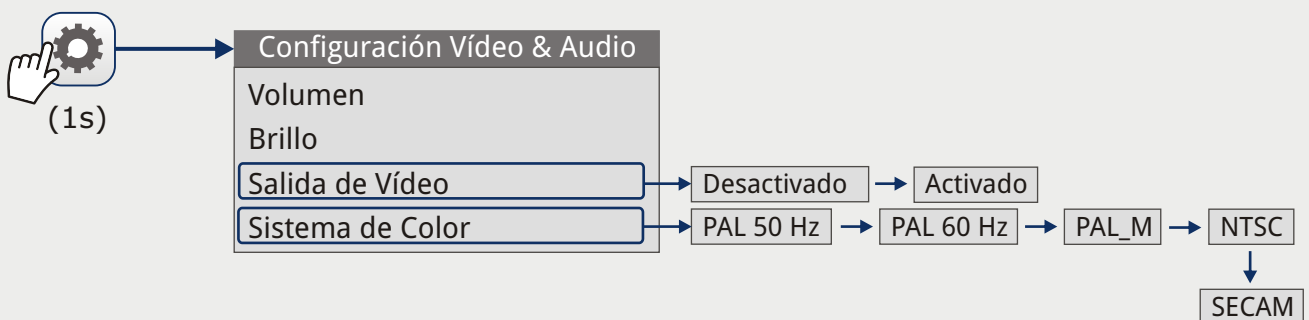 (1s)
Configuración Vídeo & Audio
Volumen
Brillo
Salida de Vídeo
Desactivado
Activado
Sistema de Color
PAL 50 Hz
PAL 60 Hz
PAL_M
NTSC
SECAM